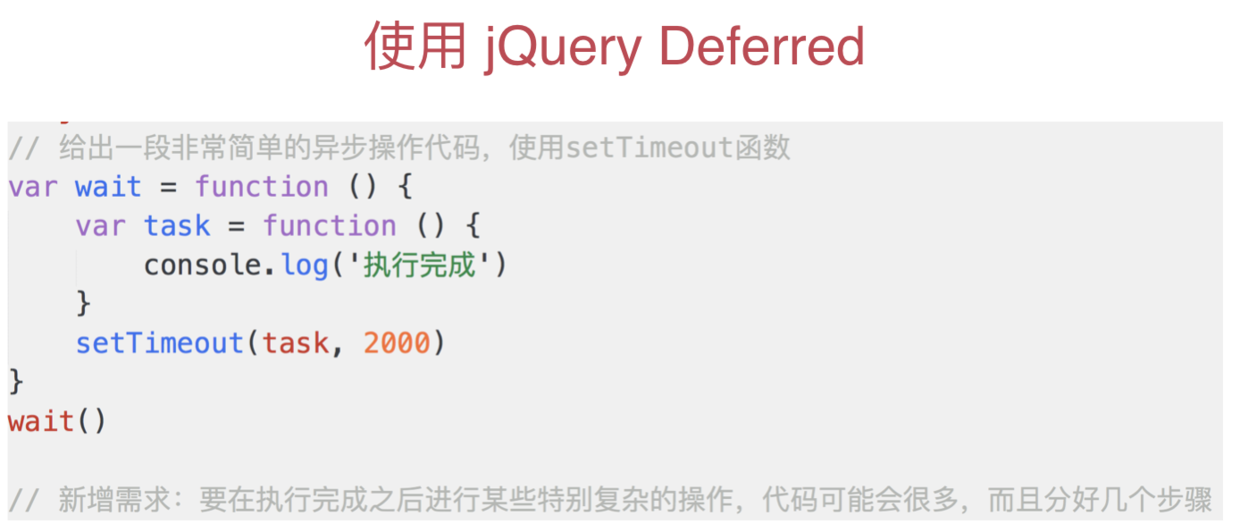 使用 jQuery Deferred
// 给出一段非常简单的异步操作代码，使用setTimeout函数
var wait = function () {
    var task = function () {
        console.log('执行完成')
    }
    setTimeout(task, 2000)
}
wait()
// 新增需求：要在执行完成之后进行某些特别复杂的操作，代码可能会很多，而且分好几个步骤